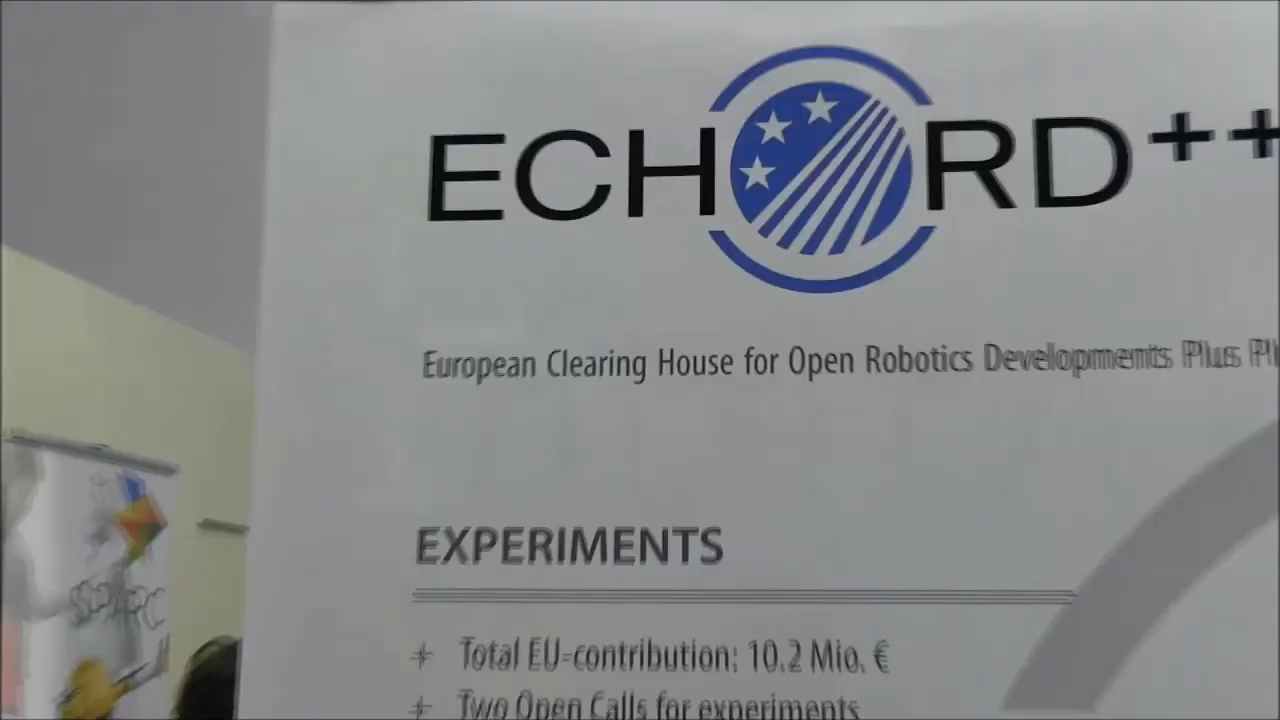 ECHORD++
European Clearing House for Open Robotics Developments Plus
EXPERIMENTS
+ Total EU-contribution: 10.2 Mio. €
+ Two Open Calls for experiments